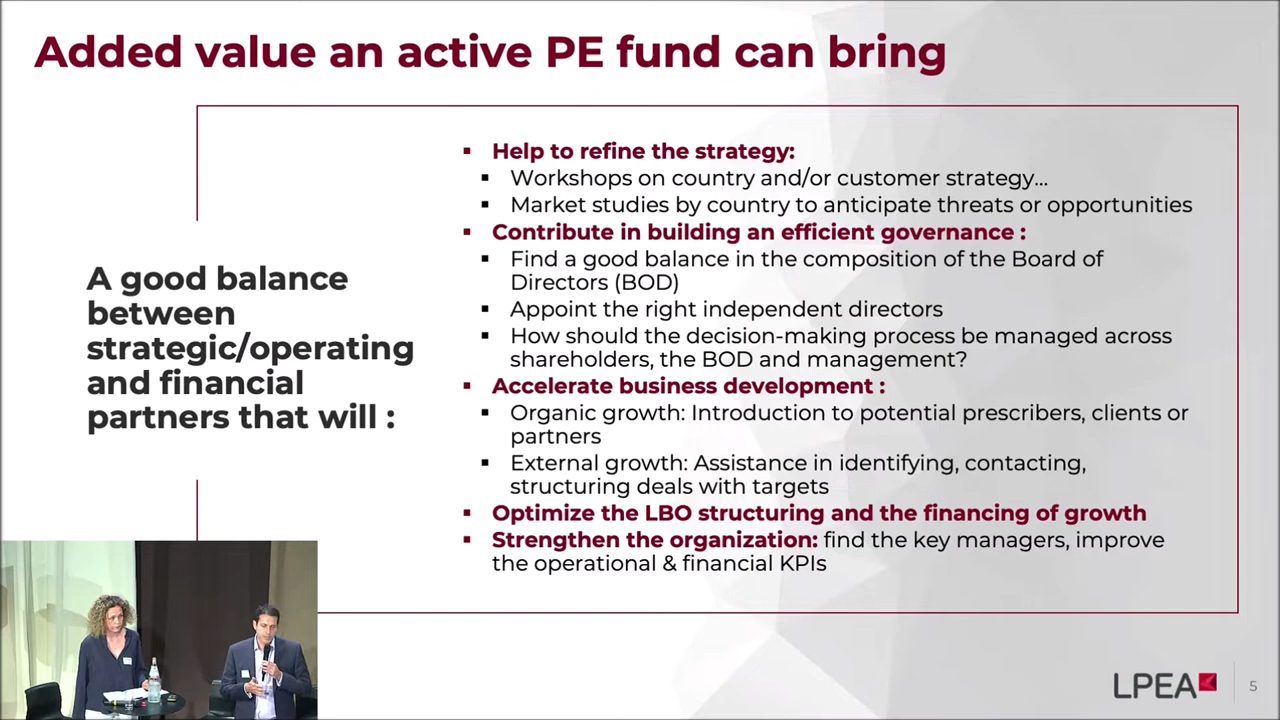 Added value an active PE fund can bring
A good balance
between
strategic/operating
and financial
partners that will :
▪ Help to refine the strategy:
▪ Workshops on country and/or customer strategy...
▪ Market studies by country to anticipate threats or opportunities
▪ Contribute in building an efficient governance :
▪ Find a good balance in the composition of the Board of
Directors (BOD)
▪ Appoint the right independent directors
▪ How should the decision-making process be managed across
shareholders, the BOD and management?
▪ Accelerate business development :
▪ Organic growth: Introduction to potential prescribers, clients or
partners
▪ External growth: Assistance in identifying, contacting,
structuring deals with targets
▪ Optimize the LBO structuring and the financing of growth
▪ Strengthen the organization: find the key managers, improve
the operational & financial KPIs
LPEA
5